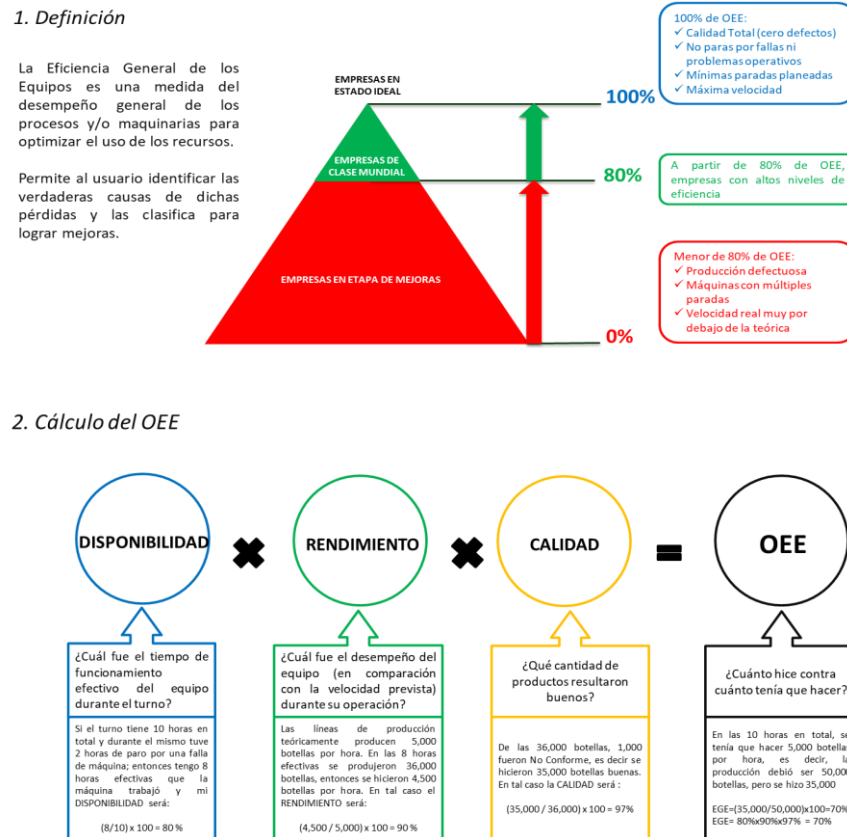 1. Definición
La Eficiencia General de los
Equipos es una medida del
desempeño general de los
procesos y/o maquinarias para
optimizar el uso de los recursos.
Permite al usuario identificar las
verdaderas causas de dichas
pérdidas y las clasifica para
lograr mejoras.
EMPRESAS EN
ESTADO IDEAL
EMPRESAS DE
CLASE MUNDIAL
EMPRESAS EN ETAPA DE MEJORAS
100%
80%
0%
100% de OEE:
✓ Calidad Total (cero defectos)
✓ No paras por fallas ni
problemas operativos
✓ Mínimas paradas planeadas
✓ Máxima velocidad
A partir de 80% de OEE,
empresas con altos niveles de
eficiencia
Menor de 80% de OEE:
✓ Producción defectuosa
✓ Máquinas con múltiples
paradas
✓ Velocidad real muy por
debajo de la teórica
2. Cálculo del OEE
DISPONIBILIDAD
RENDIMIENTO
CALIDAD
OEE
¿Cuál fue el tiempo de
funcionamiento
efectivo del equipo
durante el turno?
Si el turno tiene 10 horas en
total y durante el mismo tuve
2 horas de paro por una falla
de máquina; entonces tengo 8
horas efectivas que la
máquina trabajó y mi
DISPONIBILIDAD será:
(8/10) x 100 = 80 %
¿Cuál fue el desempeño del
equipo (en comparación
con la velocidad prevista)
durante su operación?
Las líneas de producción
teóricamente producen 5,000
botellas por hora. En las 8 horas
efectivas se produjeron 36,000
botellas, entonces se hicieron 4,500
botellas por hora. En tal caso el
RENDIMIENTO será:
(4,500 / 5,000) x 100 = 90 %
¿Qué cantidad de
productos resultaron
buenos?
De las 36,000 botellas, 1,000
fueron No Conforme, es decir se
hicieron 35,000 botellas buenas.
En tal caso la CALIDAD será :
(35,000 / 36,000) x 100 = 97%
¿Cuánto hice contra
cuánto tenía que hacer?
En las 10 horas en total, se
tenía que hacer 5,000 botellas
por hora, es decir, la
producción debió ser 50,000
botellas, pero se hizo 35,000
EGE=(35,000/50,000)x100=70%
EGE= 80%x90%x97% = 70%